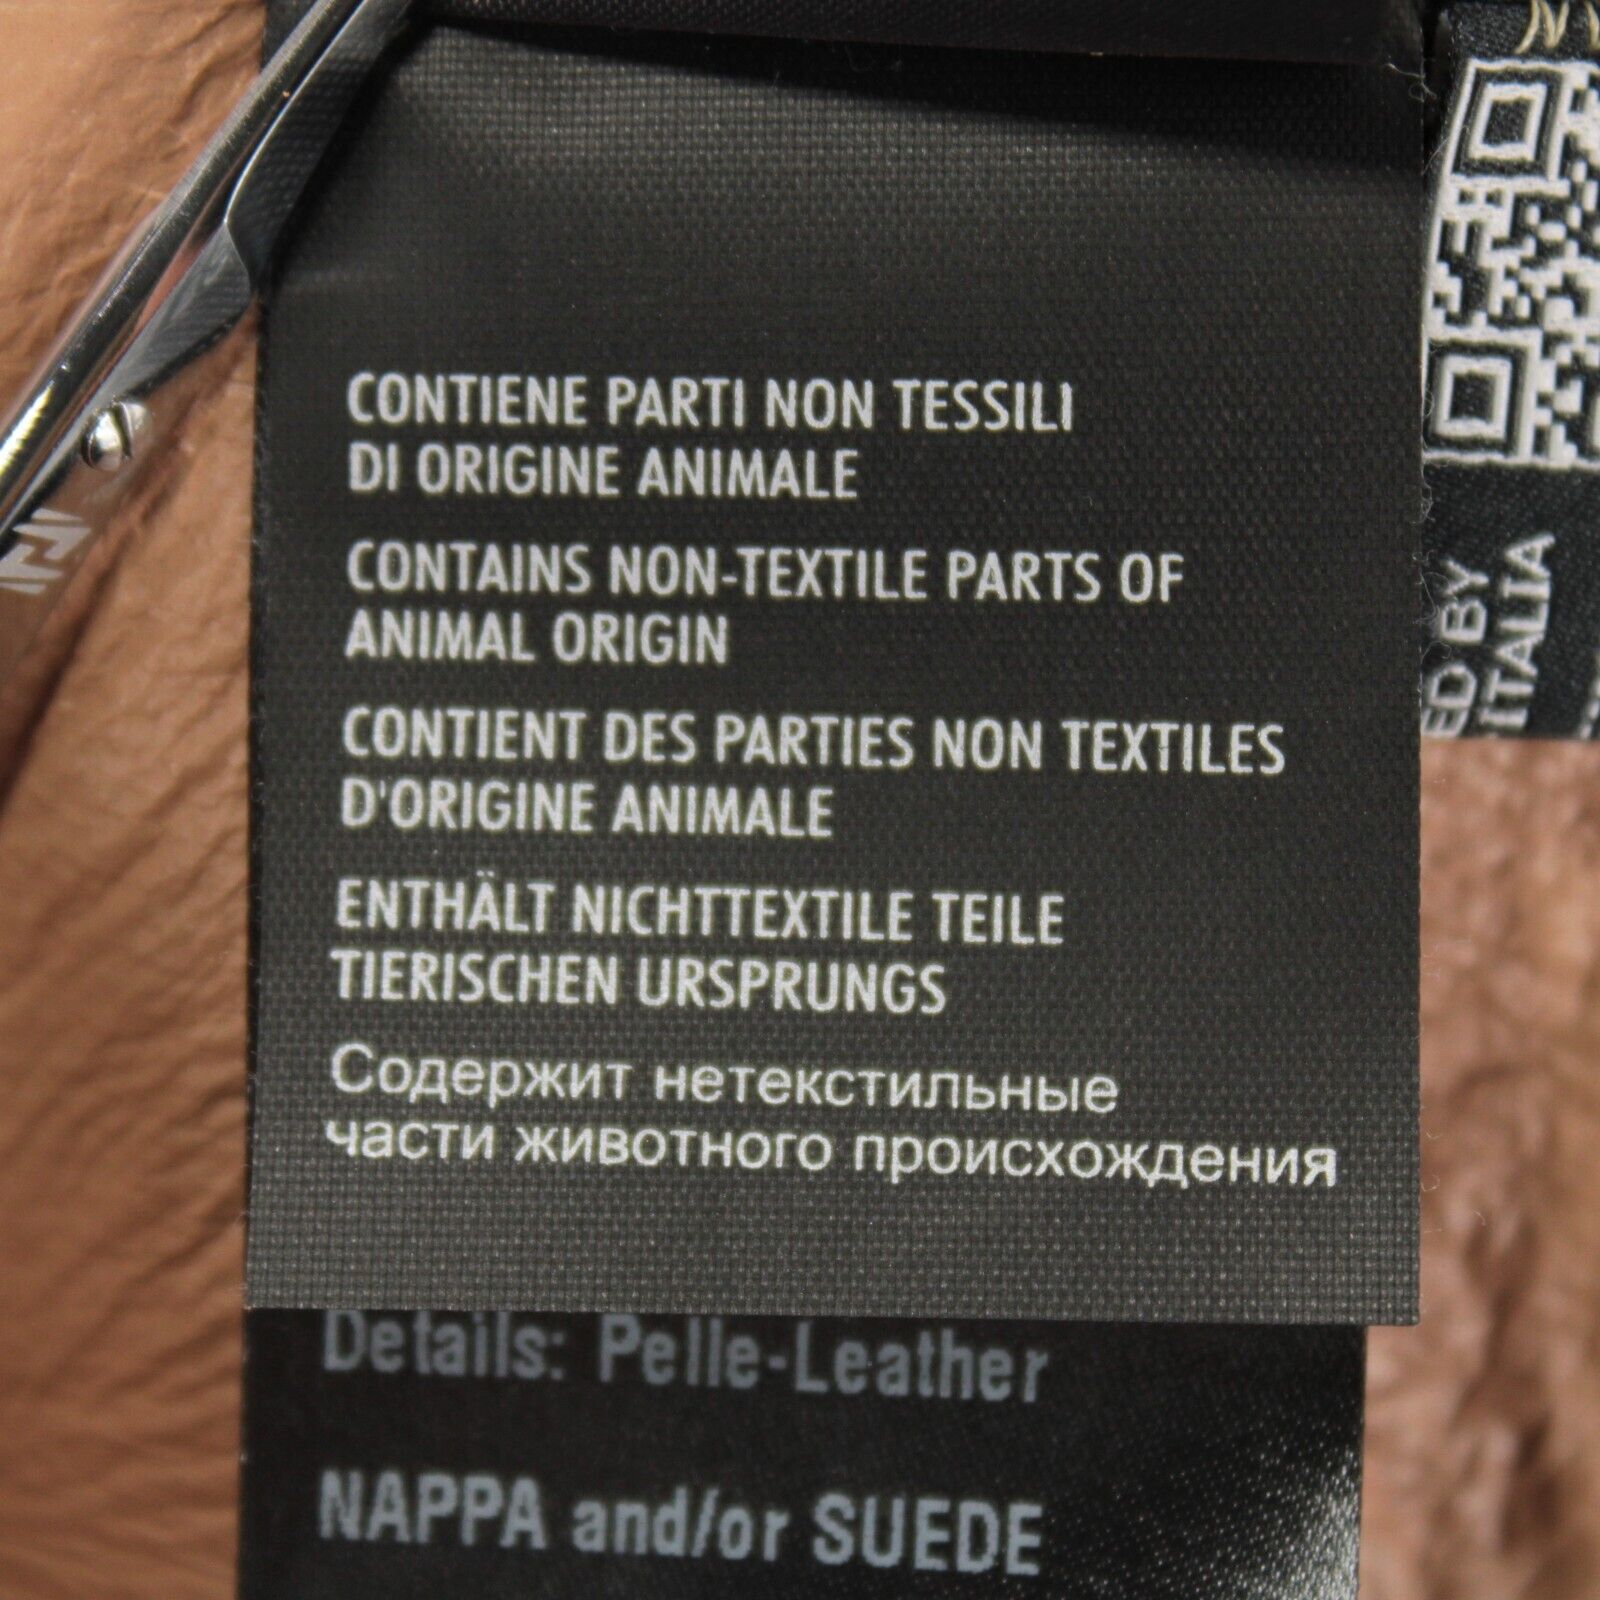 CONTIENE PARTI NON TESSILI
DI ORIGINE ANIMALE
CONTAINS NON-TEXTILE PARTS OF
ANIMAL ORIGIN
CONTIENT DES PARTIES NON TEXTILES
D'ORIGINE ANIMALE
ENTHÄLT NICHTTEXTILE TEILE
TIERISCHEN URSPRUNGS
Содержит нетекстильные
части животного происхождения
Details: Pelle-Leather
NAPPA and/or SUEDE
ED BY
ITALIA